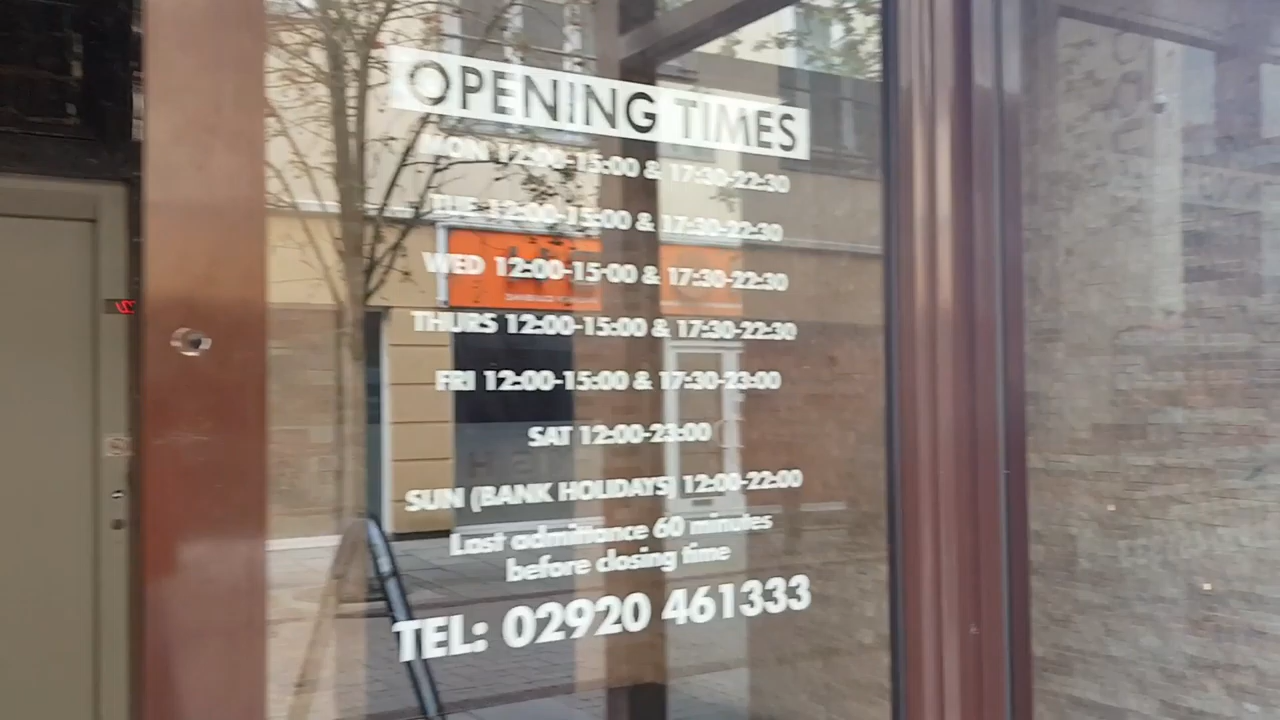 OPENING TIMES
MON 12:00-15:00 & 17:30-22:30
TUE 12:00-15:00 & 17:30-22:30
WED 12:00-15:00 & 17:30-22:30
THURS 12:00-15:00 & 17:30-22:30
FRI 12:00-15:00 & 17:30-23:00
SAT 12:00-23:00
SUN (BANK HOLIDAYS) 12:00-22:00
Last admittance 60 minutes
before closing time
TEL: 02920 461333